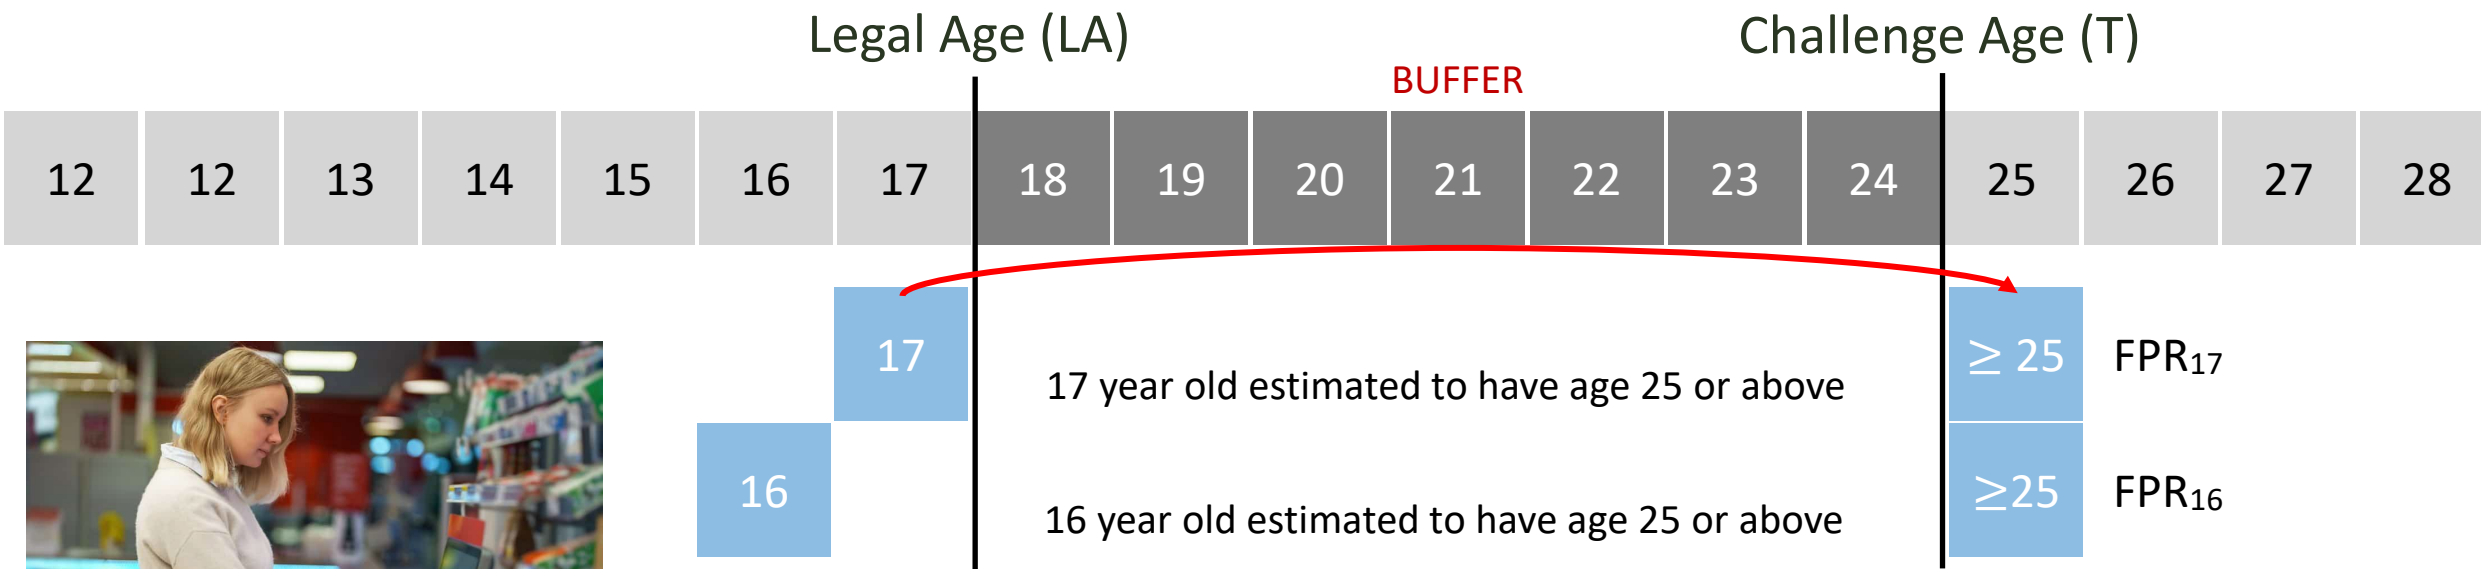 Legal Age (LA)
Challenge Age (T)
BUFFER
12 12 13 14 15 16 17 18 19 20 21 22 23 24 25 26 27 28
17
17 year old estimated to have age 25 or above
≥ 25
FPR₁₇
16
16 year old estimated to have age 25 or above
≥25
FPR₁₆